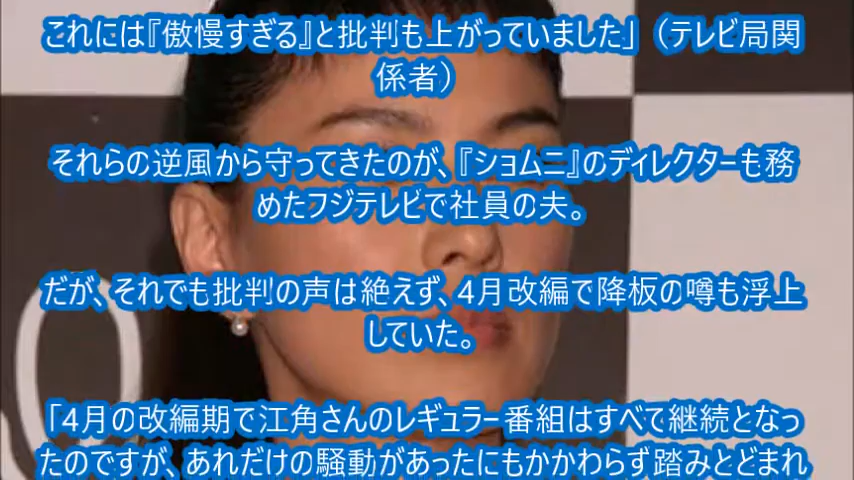 これには『傲慢すぎる』と批判も上がっていました」（テレビ局関
係者）
それらの逆風から守ってきたのが、『ショムニ』のディレクターも務
めたフジテレビで社員の夫。
だが、それでも批判の声は絶えず、4月改編で降板の噂も浮上
していた。
「4月の改編期で江角さんのレギュラー番組はすべて継続となっ
たのですが、あれだけの騒動があったにもかかわらず踏みとどまれ